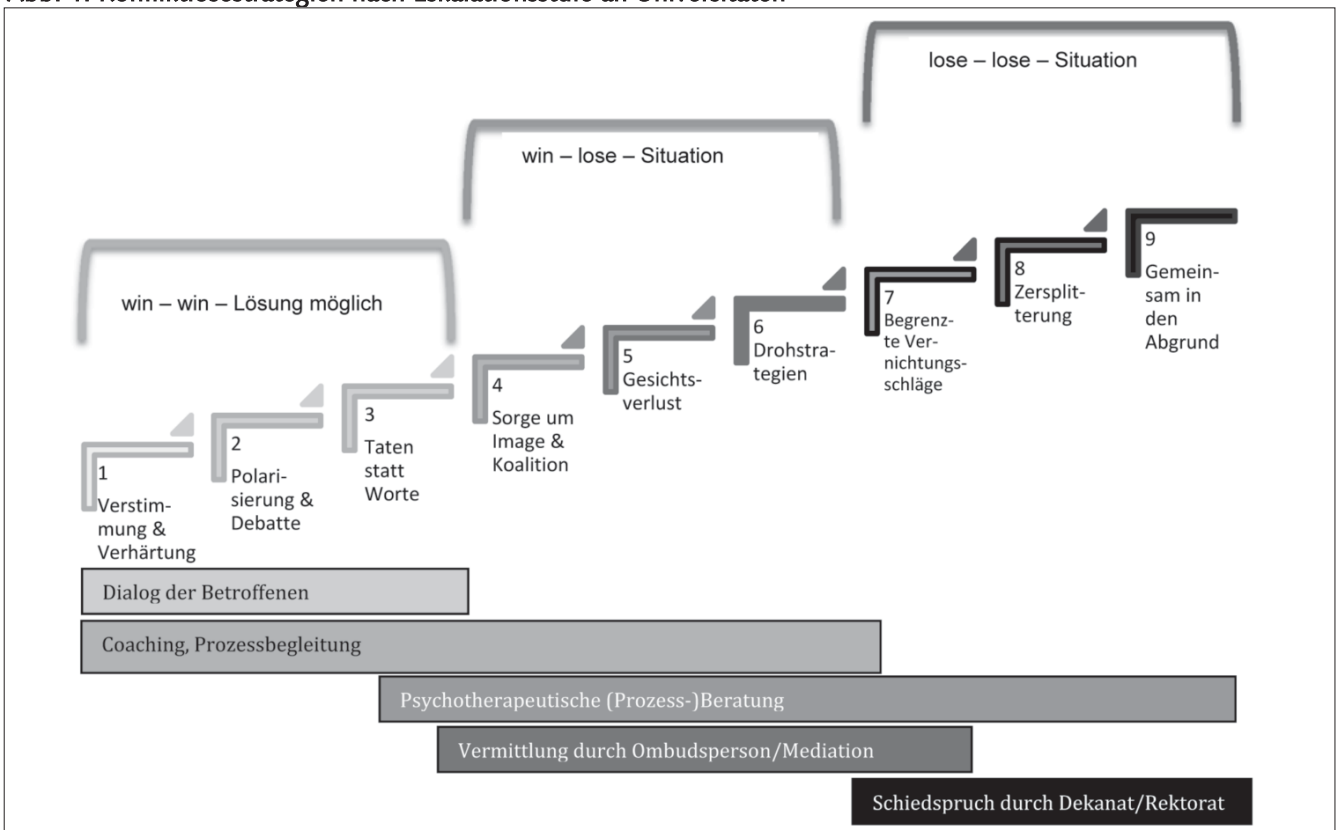 lose – lose – Situation
win – lose – Situation
win – win – Lösung möglich
1
Verstim-
mung &
Verhärtung
2
Polari-
sierung &
Debatte
3
Taten
statt
Worte
4
Sorge um
Image &
Koalition
5
Gesichts-
verlust
6
Drohstra-
tegien
7
Begrenz-
te Ver-
nichtungs-
schläge
8
Zersplit-
terung
9
Gemein-
sam in
den
Abgrund
Dialog der Betroffenen
Coaching, Prozessbegleitung
Psychotherapeutische (Prozess-)Beratung
Vermittlung durch Ombudsperson/Mediation
Schiedspruch durch Dekanat/Rektorat